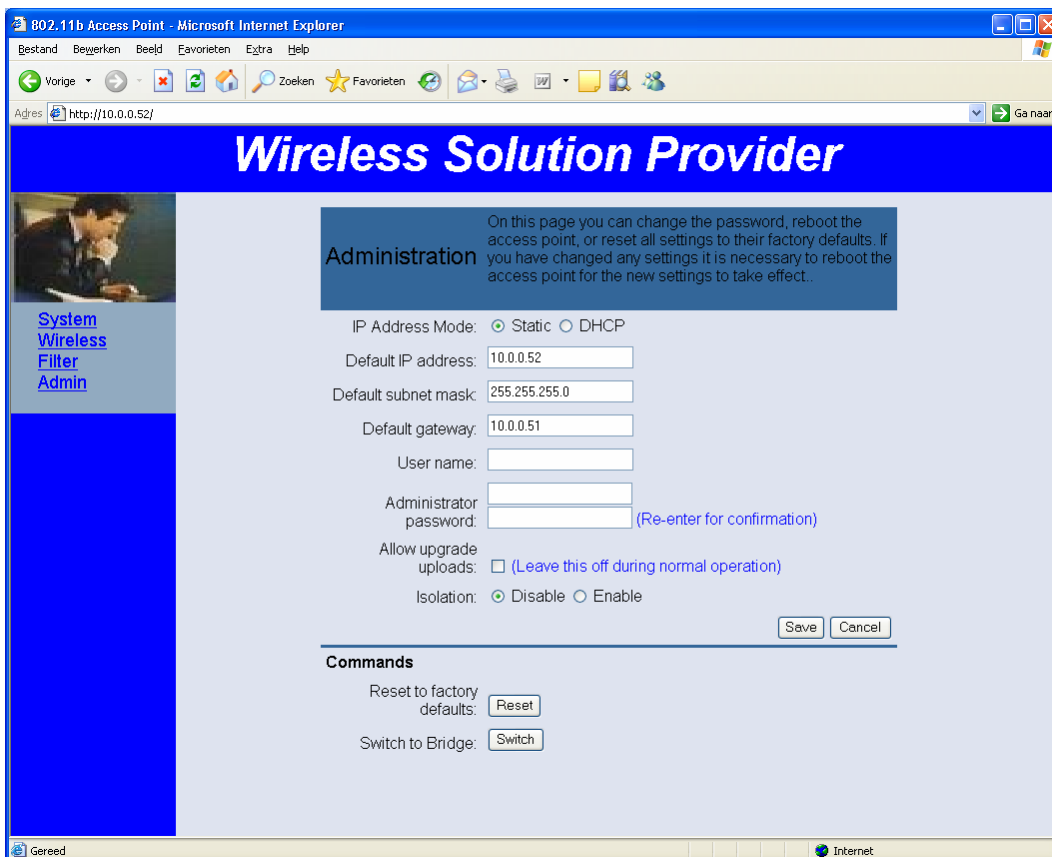 802.11b Access Point - Microsoft Internet Explorer
Bestand Bewerken Beeld Favorieten Extra Help
Vorige Zoeken Favorieten
Adres http://10.0.0.52/ Ga naar
Wireless Solution Provider
System
Wireless
Filter
Admin
Administration
On this page you can change the password, reboot the
access point, or reset all settings to their factory defaults. If
you have changed any settings it is necessary to reboot the
access point for the new settings to take effect..
IP Address Mode: Static DHCP
Default IP address: 10.0.0.52
Default subnet mask: 255.255.255.0
Default gateway: 10.0.0.51
User name:
Administrator
password: (Re-enter for confirmation)
Allow upgrade
uploads: (Leave this off during normal operation)
Isolation: Disable Enable
Save Cancel
Commands
Reset to factory
defaults: Reset
Switch to Bridge: Switch
Gereed Internet